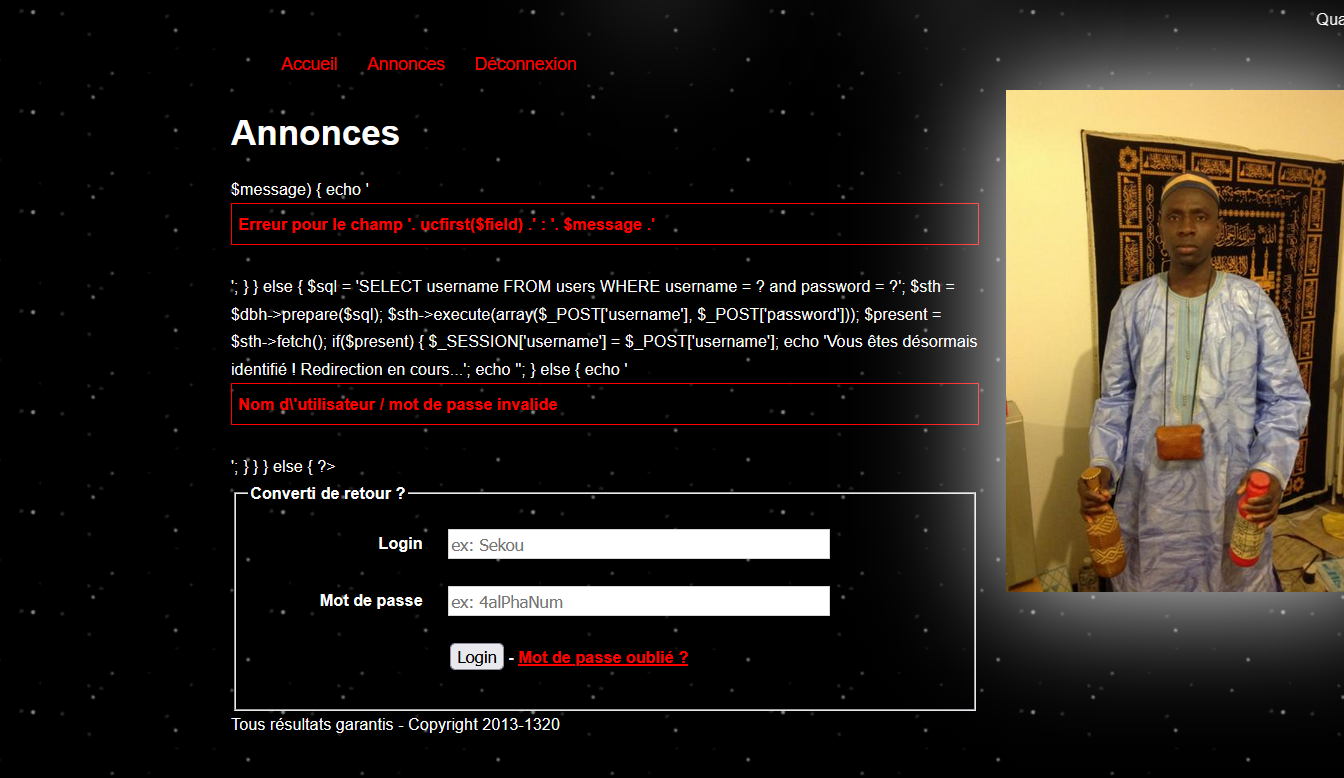 Qua
Accueil Annonces Déconnexion
Annonces
$message) { echo '
Erreur pour le champ '. ucfirst($field) .' : '. $message .'
'; } } else { $sql = 'SELECT username FROM users WHERE username = ? and password = ?'; $sth =
$dbh->prepare($sql); $sth->execute(array($_POST['username'], $_POST['password'])); $present =
$sth->fetch(); if($present) { $_SESSION['username'] = $_POST['username']; echo 'Vous êtes désormais
identifié ! Redirection en cours...'; echo ''; } else { echo '
Nom d\'utilisateur / mot de passe invalide
'; } } } else { ?>
Converti de retour ?
Login ex: Sekou
Mot de passe ex: 4alPhaNum
Login - Mot de passe oublié ?
Tous résultats garantis - Copyright 2013-1320